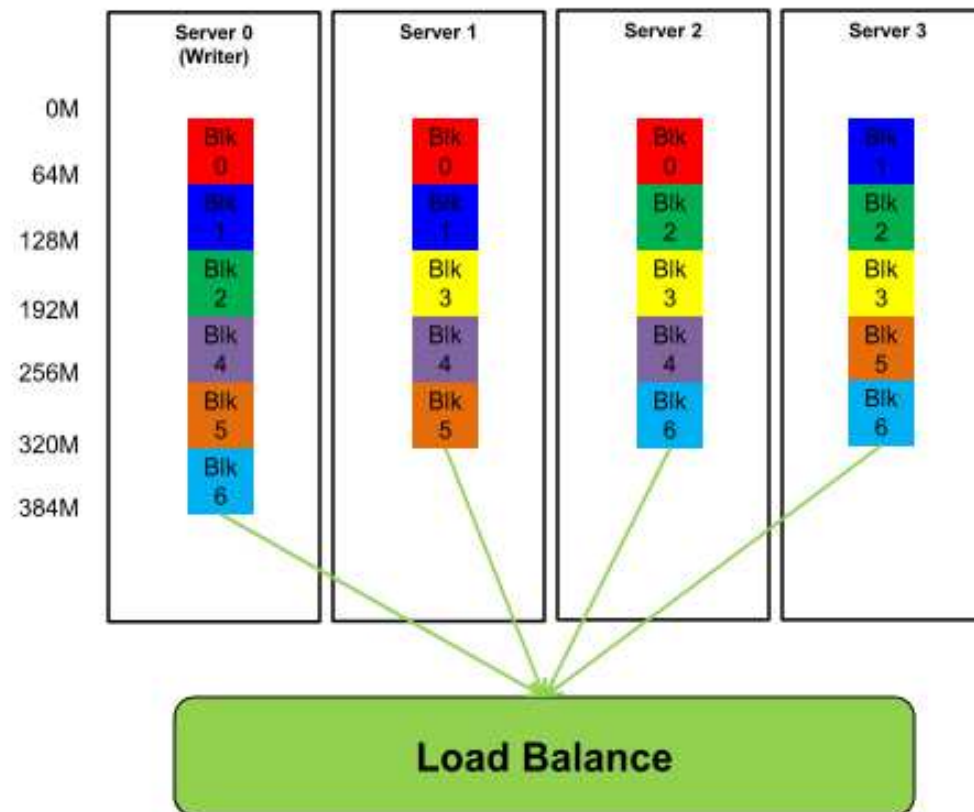 Server 0
(Writer)
Server 1
Server 2
Server 3
0M
64M
128M
192M
256M
320M
384M
Blk
0
Blk
1
Blk
2
Blk
4
Blk
5
Blk
6
Blk
0
Blk
1
Blk
3
Blk
4
Blk
5
Blk
0
Blk
2
Blk
3
Blk
4
Blk
6
Blk
1
Blk
2
Blk
3
Blk
5
Blk
6
Load Balance